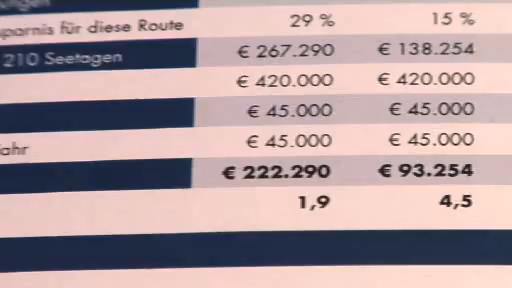 parnis für diese Route 29 % 15 %
210 Seetagen € 267.290 € 138.254
€ 420.000 € 420.000
€ 45.000 € 45.000
ahr € 45.000 € 45.000
€ 222.290 € 93.254
1,9 4,5